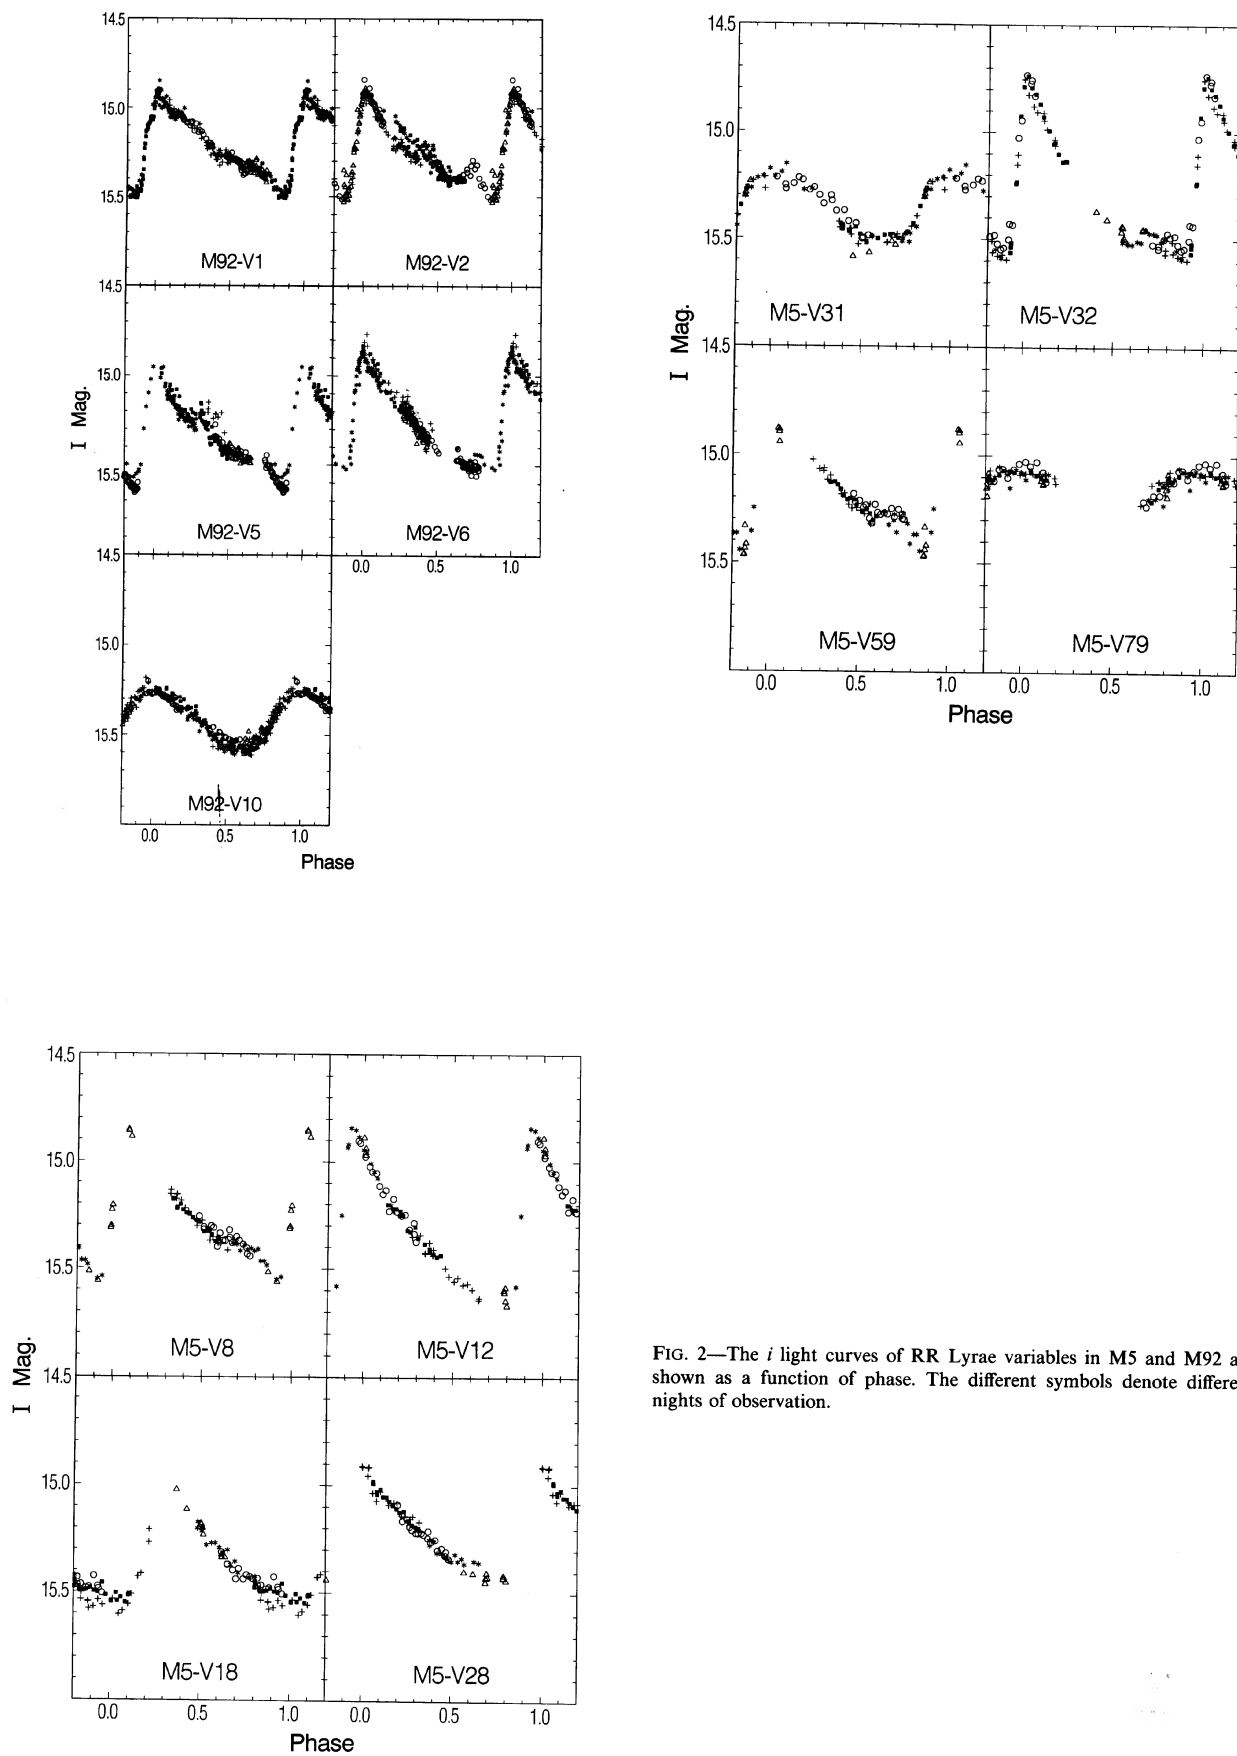 14.5
15.0
15.5
M92-V1
M92-V2
14.5
I Mag.
15.0
15.5
M92-V5
M92-V6
14.5
0.0 0.5 1.0
15.0
15.5
M92-V10
0.0 0.5 1.0
Phase
14.5
15.0
15.5
M5-V31
M5-V32
I Mag.
14.5
15.0
15.5
M5-V59
M5-V79
0.0 0.5 1.0 0.0 0.5 1.0
Phase
14.5
15.0
15.5
M5-V8
M5-V12
I Mag.
14.5
15.0
15.5
M5-V18
M5-V28
0.0 0.5 1.0 0.0 0.5 1.0
Phase
FIG. 2—The i light curves of RR Lyrae variables in M5 and M92 a
shown as a function of phase. The different symbols denote differe
nights of observation.